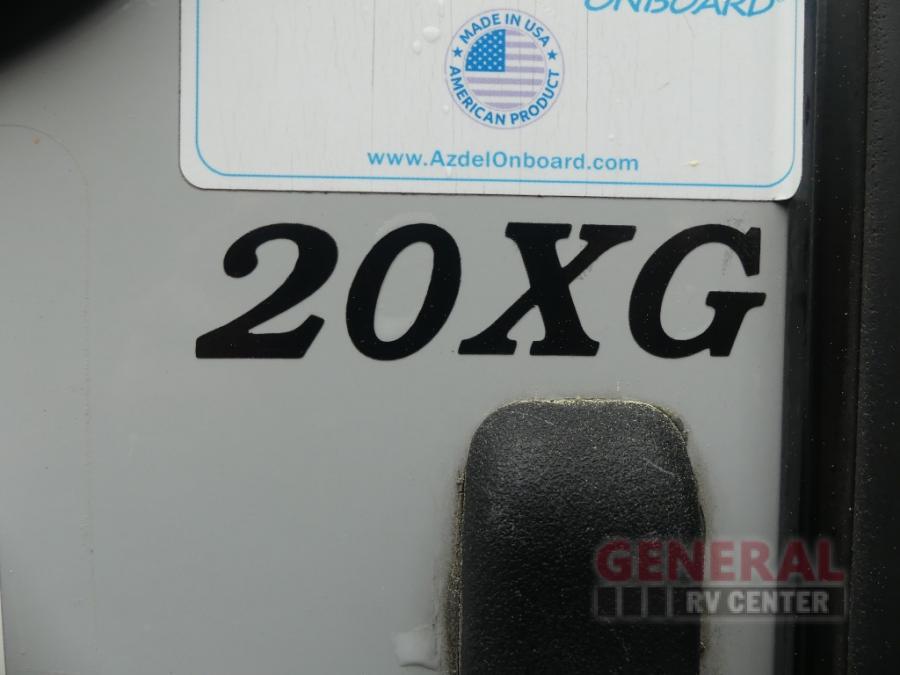 ONBOARD
MADE IN USA
AMERICAN PRODUCT
www.AzdelOnboard.com
20XG
GENERAL
RV CENTER